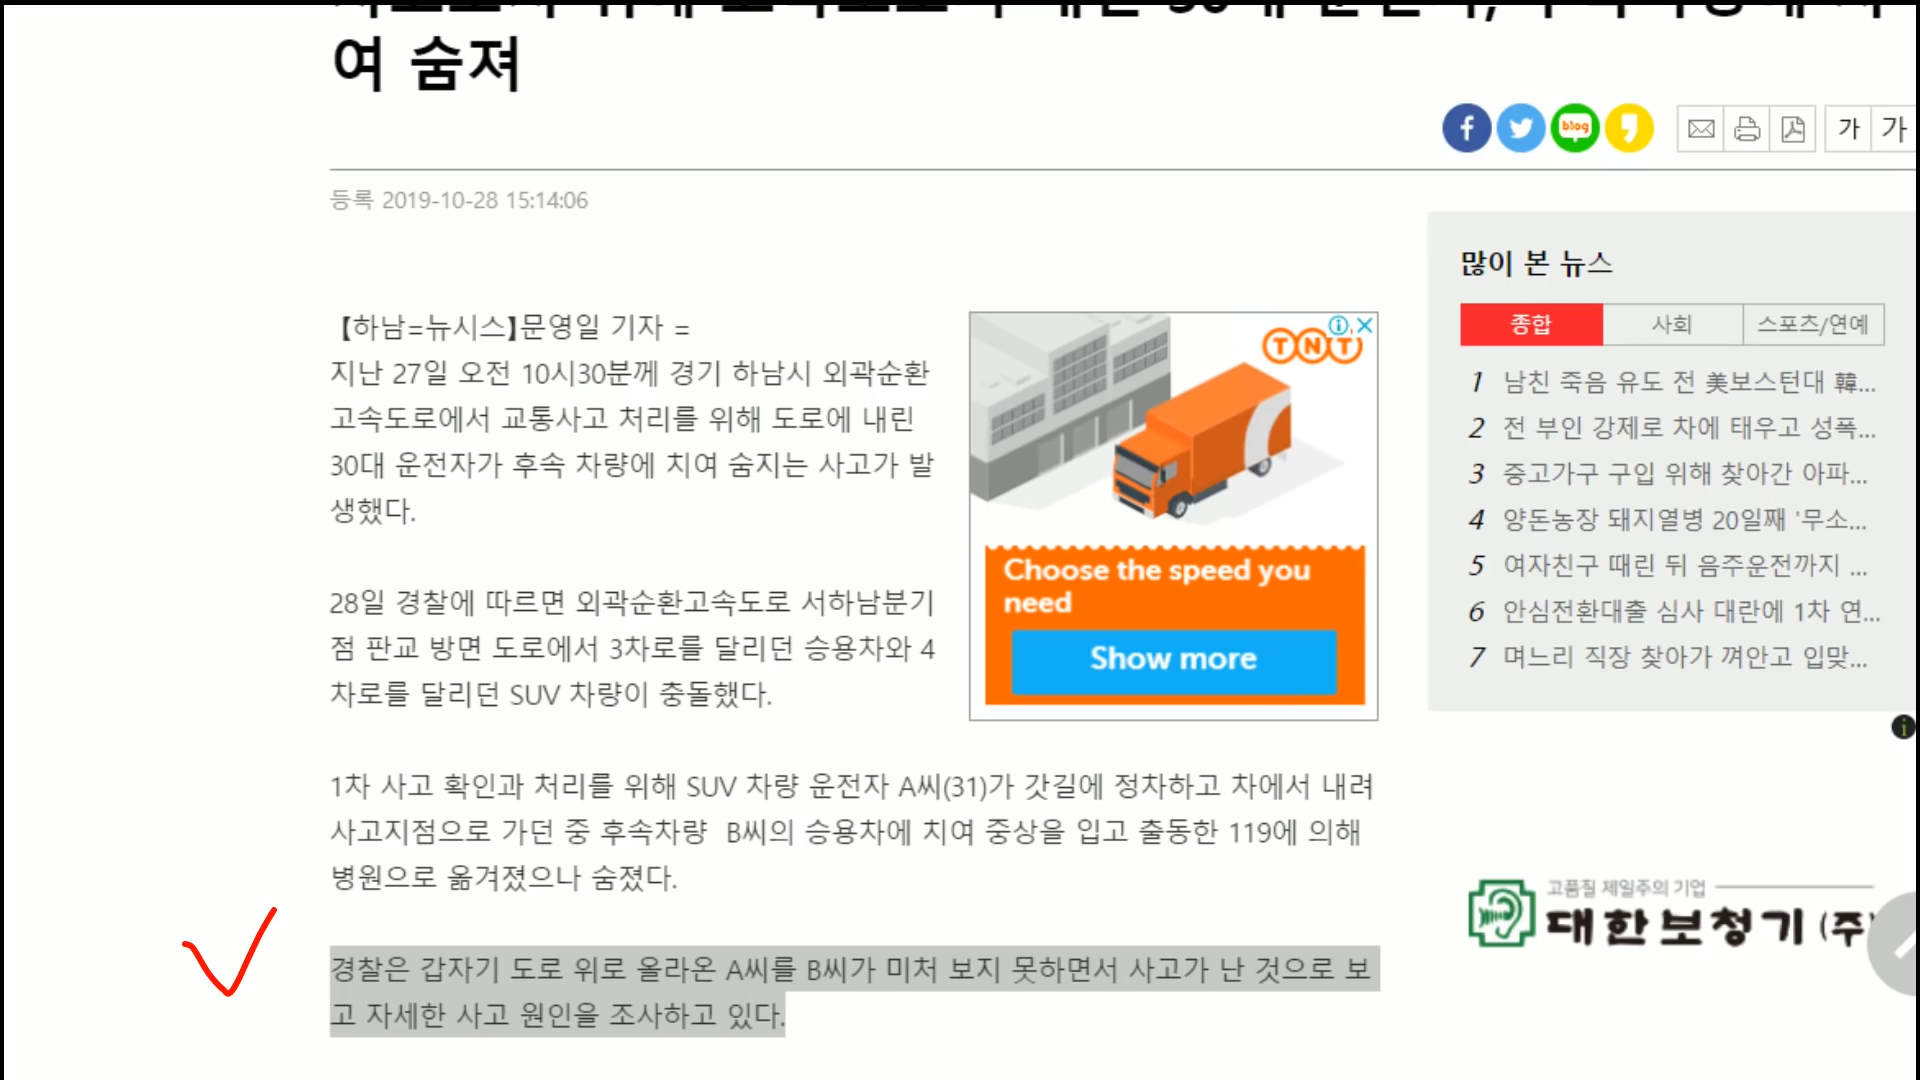 여 숨져
blog
가 가
등록 2019-10-28 15:14:06
【하남=뉴시스】문영일 기자 =
지난 27일 오전 10시30분께 경기 하남시 외곽순환
고속도로에서 교통사고 처리를 위해 도로에 내린
30대 운전자가 후속 차량에 치여 숨지는 사고가 발
생했다.
28일 경찰에 따르면 외곽순환고속도로 서하남분기
점 판교 방면 도로에서 3차로를 달리던 승용차와 4
차로를 달리던 SUV 차량이 충돌했다.
1차 사고 확인과 처리를 위해 SUV 차량 운전자 A씨(31)가 갓길에 정차하고 차에서 내려
사고지점으로 가던 중 후속차량 B씨의 승용차에 치여 중상을 입고 출동한 119에 의해
병원으로 옮겨졌으나 숨졌다.
경찰은 갑자기 도로 위로 올라온 A씨를 B씨가 미처 보지 못하면서 사고가 난 것으로 보
고 자세한 사고 원인을 조사하고 있다.
TNT
Choose the speed you
need
Show more
많이 본 뉴스
종합 사회 스포츠/연예
1 남친 죽음 유도 전 美보스턴대 韓...
2 전 부인 강제로 차에 태우고 성폭...
3 중고가구 구입 위해 찾아간 아파...
4 양돈농장 돼지열병 20일째 '무소...
5 여자친구 때린 뒤 음주운전까지 ...
6 안심전환대출 심사 대란에 1차 연...
7 며느리 직장 찾아가 껴안고 입맞...
고품질 제일주의 기업
대한보청기(주)